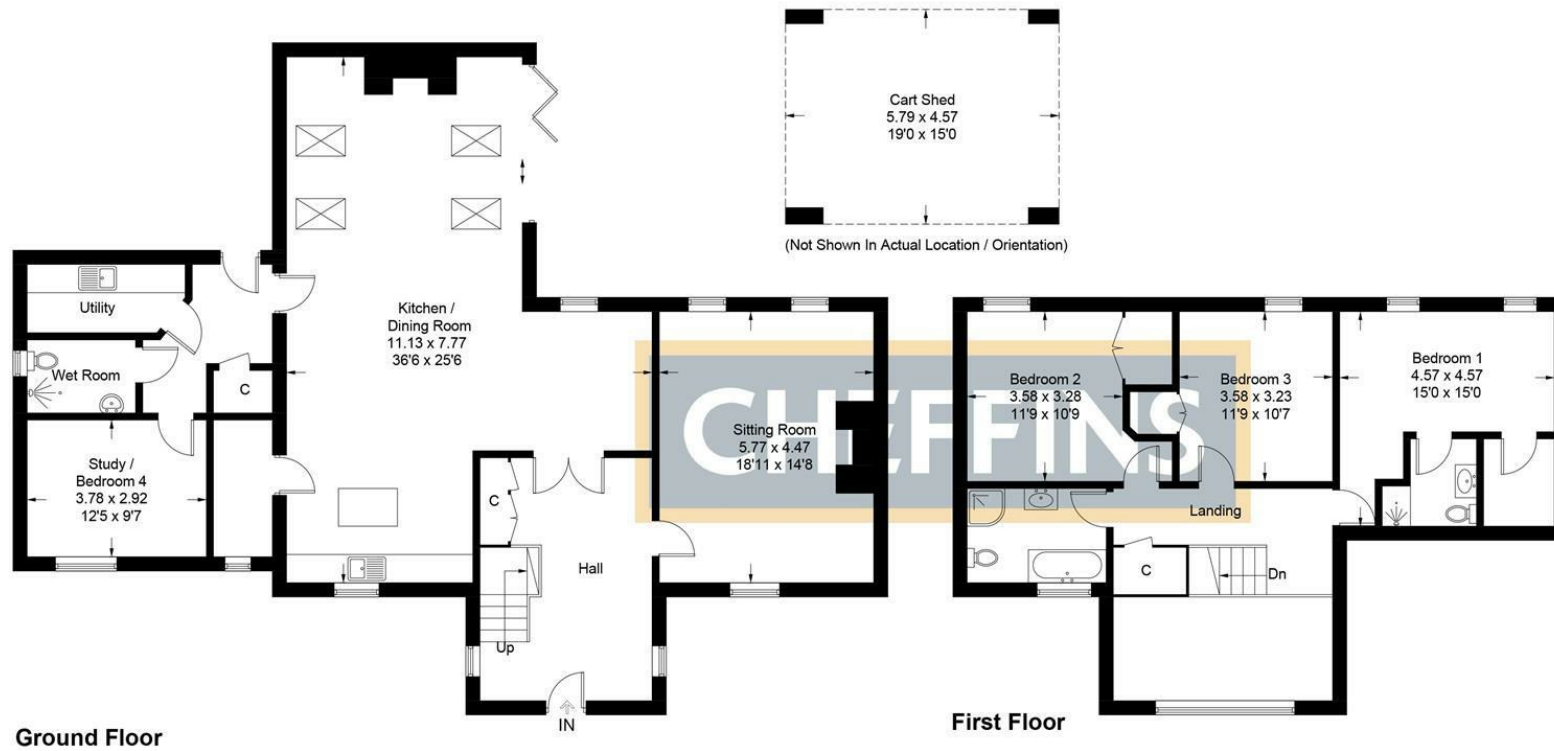 Cart Shed
5.79 x 4.57
19'0 x 15'0
(Not Shown In Actual Location / Orientation)
Utility
Wet Room
C
Study /
Bedroom 4
3.78 x 2.92
12'5 x 9'7
Kitchen /
Dining Room
11.13 x 7.77
36'6 x 25'6
C
Hall
Up
IN
Sitting Room
5.77 x 4.47
18'11 x 14'8
CHEFFINS
Bedroom 2
3.58 x 3.28
11'9 x 10'9
Bedroom 3
3.58 x 3.23
11'9 x 10'7
Bedroom 1
4.57 x 4.57
15'0 x 15'0
Landing
C
Dn
Ground Floor
First Floor